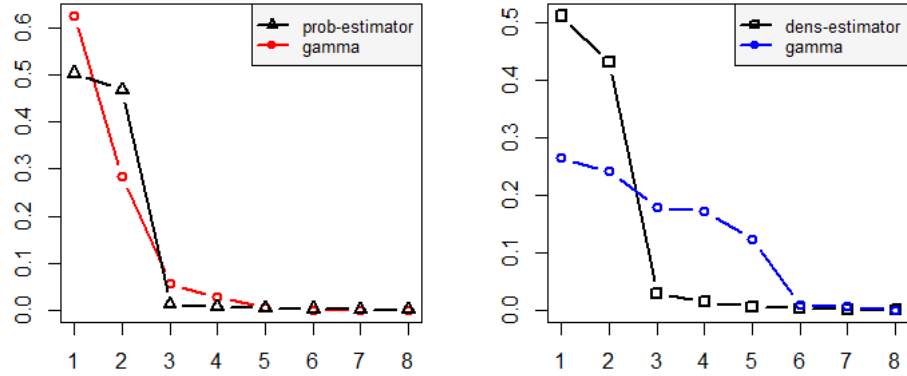 prob-estimator
gamma
0.0 0.1 0.2 0.3 0.4 0.5 0.6
1 2 3 4 5 6 7 8
dens-estimator
gamma
0.0 0.1 0.2 0.3 0.4 0.5
1 2 3 4 5 6 7 8